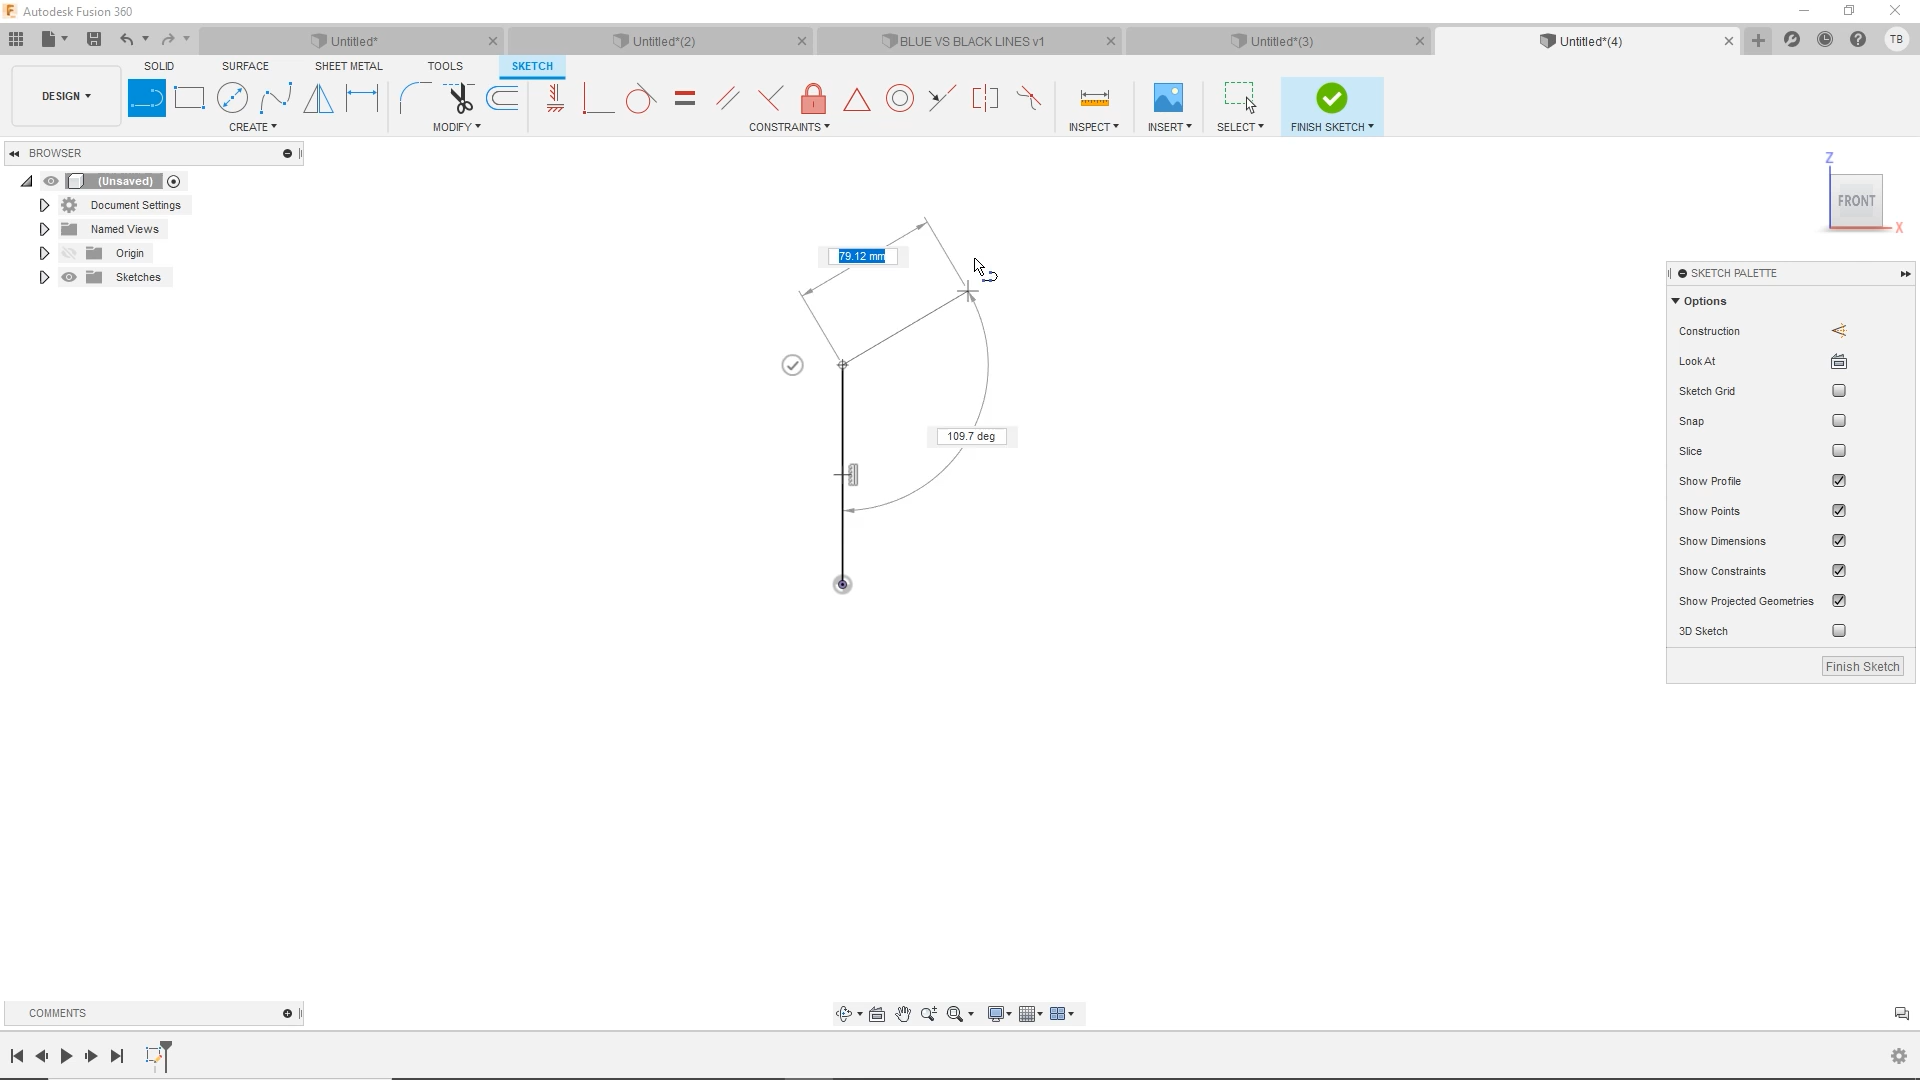 Autodesk Fusion 360
Untitled*
Untitled*(2)
BLUE VS BLACK LINES v1
Untitled*(3)
Untitled*(4)
TB
DESIGN
SOLID
SURFACE
SHEET METAL
TOOLS
SKETCH
CREATE
MODIFY
CONSTRAINTS
INSPECT
INSERT
SELECT
FINISH SKETCH
BROWSER
(Unsaved)
Document Settings
Named Views
Origin
Sketches
79.12 mm
109.7 deg
Z
FRONT
X
SKETCH PALETTE
Options
Construction
Look At
Sketch Grid
Snap
Slice
Show Profile
Show Points
Show Dimensions
Show Constraints
Show Projected Geometries
3D Sketch
Finish Sketch
COMMENTS